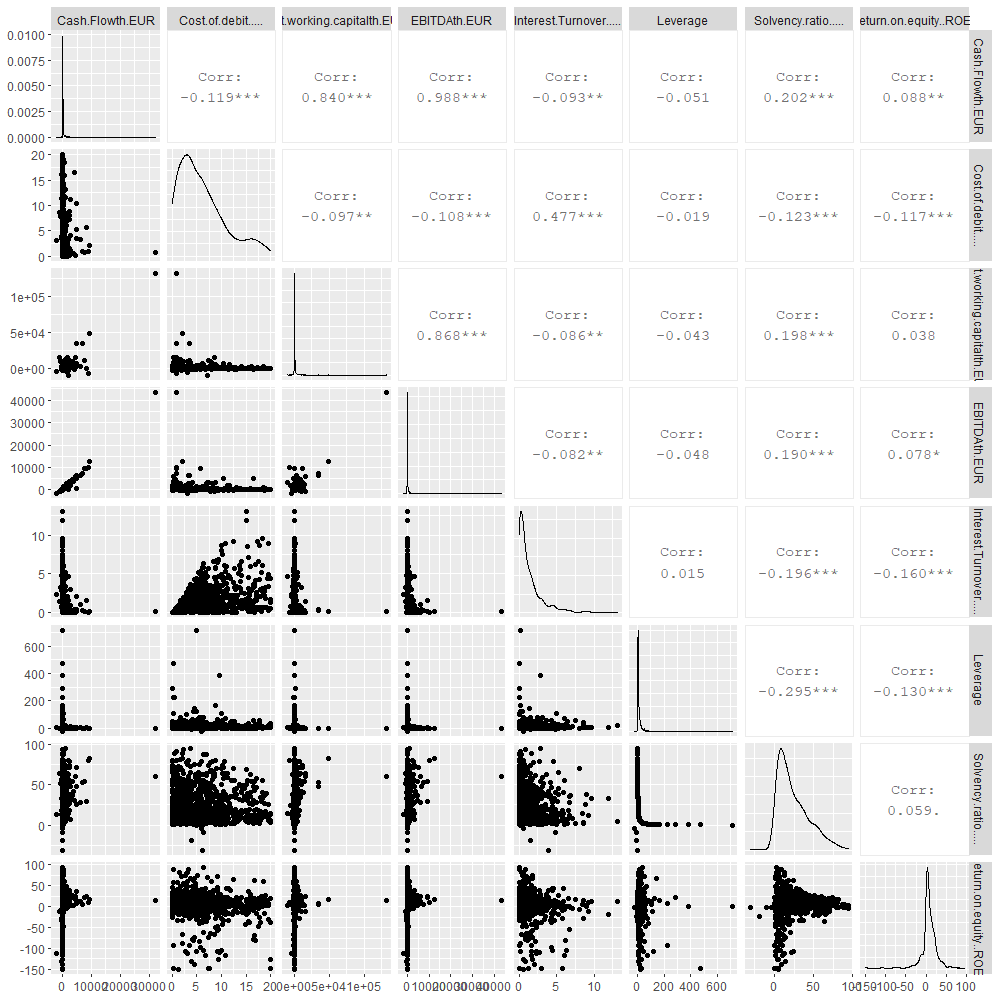 Cash.Flowth.EUR Cost.of.debit..... t.working.capitalth.EU EBITDAth.EUR Interest.Turnover..... Leverage Solvency.ratio..... eturn.on.equity..ROE
0.0100
0.0075
0.0050
0.0025
0.0000
Corr: Corr: Corr: Corr: Corr: Corr: Corr:
-0.119*** 0.840*** 0.988*** -0.093** -0.051 0.202*** 0.088**
Cash.Flowth.EUR
20
15
10
5
0
Corr: Corr: Corr: Corr: Corr: Corr:
-0.097** -0.108*** 0.477*** -0.019 -0.123*** -0.117***
Cost.of.debit.....
1e+05
5e+04
0e+00
Corr: Corr: Corr: Corr: Corr:
0.868*** -0.086** -0.043 0.198*** 0.038
t.working.capitalth.EU
40000
30000
20000
10000
0
Corr: Corr: Corr: Corr:
-0.082** -0.048 0.190*** 0.078*
EBITDAth.EUR
10
5
0
Corr: Corr: Corr:
0.015 -0.196*** -0.160***
Interest.Turnover.....
600
400
200
0
Corr: Corr:
-0.295*** -0.130***
Leverage
100
50
0
Corr:
0.059.
Solvency.ratio.....
100
50
0
-50
-100
-150
eturn.on.equity..ROE
0 10000 20000 30000 0 5 10 15 20 0e+00 5e+04 1e+05 0 10000 20000 30000 40000 0 5 10 0 200 400 600 0 50 100 -150 -100 -50 0 50 100